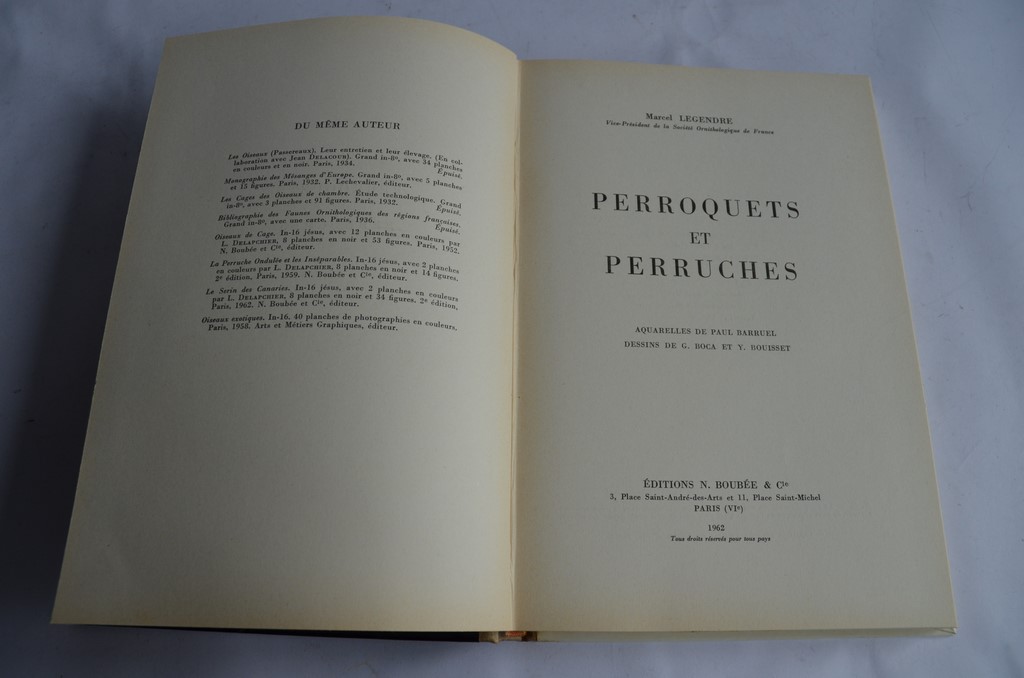 DU MÊME AUTEUR
Les Oiseaux (Passereaux). Leur entretien et leur élevage. (En col-
laboration avec Jean DELACOUR). Grand in-8º, avec 34 planches
en couleurs et en noir. Paris, 1934. Épuisé.
Monographie des Mésanges d'Europe. Grand in-8º, avec 5 planches
et 15 figures. Paris, 1932. P. Lechevalier, éditeur.
Les Cages des Oiseaux de chambre. Étude technologique. Grand
in-8º, avec 3 planches et 91 figures. Paris, 1932. Épuisé.
Bibliographie des Faunes Ornithologiques des régions françaises.
Grand in-8º, avec une carte. Paris, 1936. Épuisé.
Oiseaux de Cage. In-16 jésus, avec 12 planches en couleurs par
L. DELAPCHIER, 8 planches en noir et 53 figures. Paris, 1952.
N. Boubée et Cie, éditeur.
La Perruche Ondulée et les Inséparables. In-16 jésus, avec 2 planches
en couleurs par L. DELAPCHIER, 8 planches en noir et 14 figures.
2e édition, Paris, 1959. N. Boubée et Cie, éditeur.
Le Serin des Canaries. In-16 jésus, avec 2 planches en couleurs
par L. DELAPCHIER, 8 planches en noir et 34 figures. 2e édition,
Paris, 1962. N. Boubée et Cie, éditeur.
Oiseaux exotiques. In-16. 40 planches de photographies en couleurs.
Paris, 1958. Arts et Métiers Graphiques, éditeur.
Marcel LEGENDRE
Vice-Président de la Société Ornithologique de France
PERROQUETS
ET
PERRUCHES
AQUARELLES DE PAUL BARRUEL
DESSINS DE G. BOCA ET Y. BOUISSET
ÉDITIONS N. BOUBÉE & Cie
3, Place Saint-André-des-Arts et 11, Place Saint-Michel
PARIS (VIe)
1962
Tous droits réservés pour tous pays